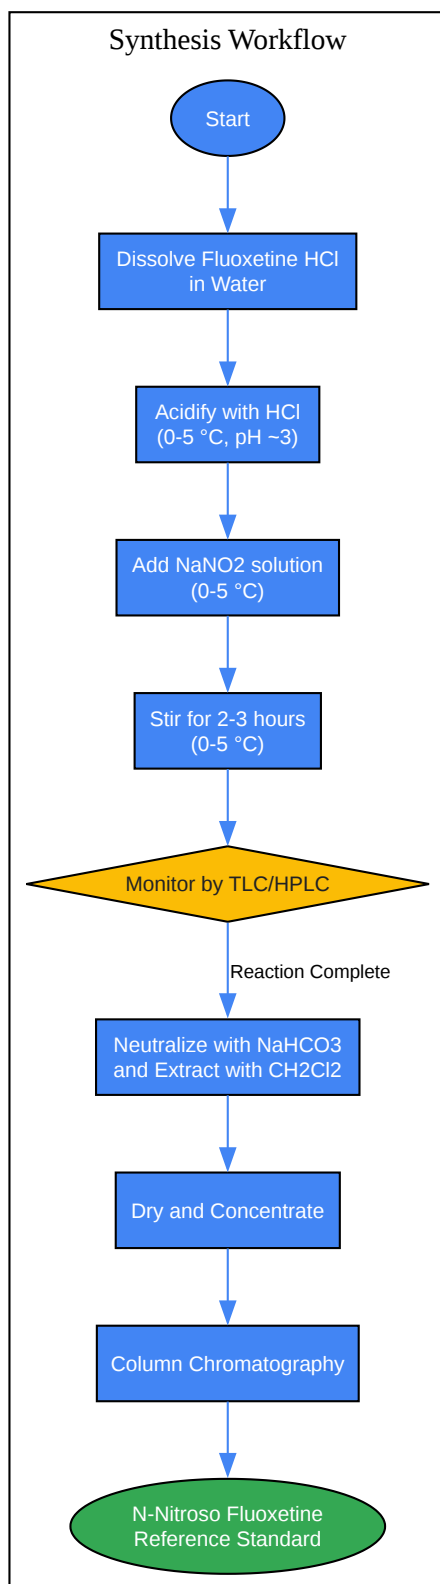 Synthesis Workflow
Start
Dissolve Fluoxetine HCl
in Water
Acidify with HCl
(0-5 °C, pH ~3)
Add NaNO2 solution
(0-5 °C)
Stir for 2-3 hours
(0-5 °C)
Monitor by TLC/HPLC
Reaction Complete
Neutralize with NaHCO3
and Extract with CH2Cl2
Dry and Concentrate
Column Chromatography
N-Nitroso Fluoxetine
Reference Standard